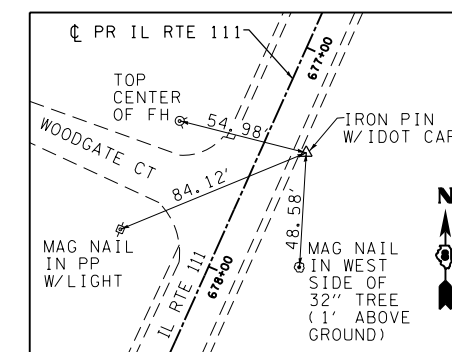 ℄ PR IL RTE 111
677+00
TOP
CENTER
OF FH
54.98'
IRON PIN
W/IDOT CAP
WOODGATE CT
84.12'
48.58'
N
MAG NAIL
IN PP
W/LIGHT
IL RTE 111
678+00
MAG NAIL
IN WEST
SIDE OF
32" TREE
(1' ABOVE
GROUND)